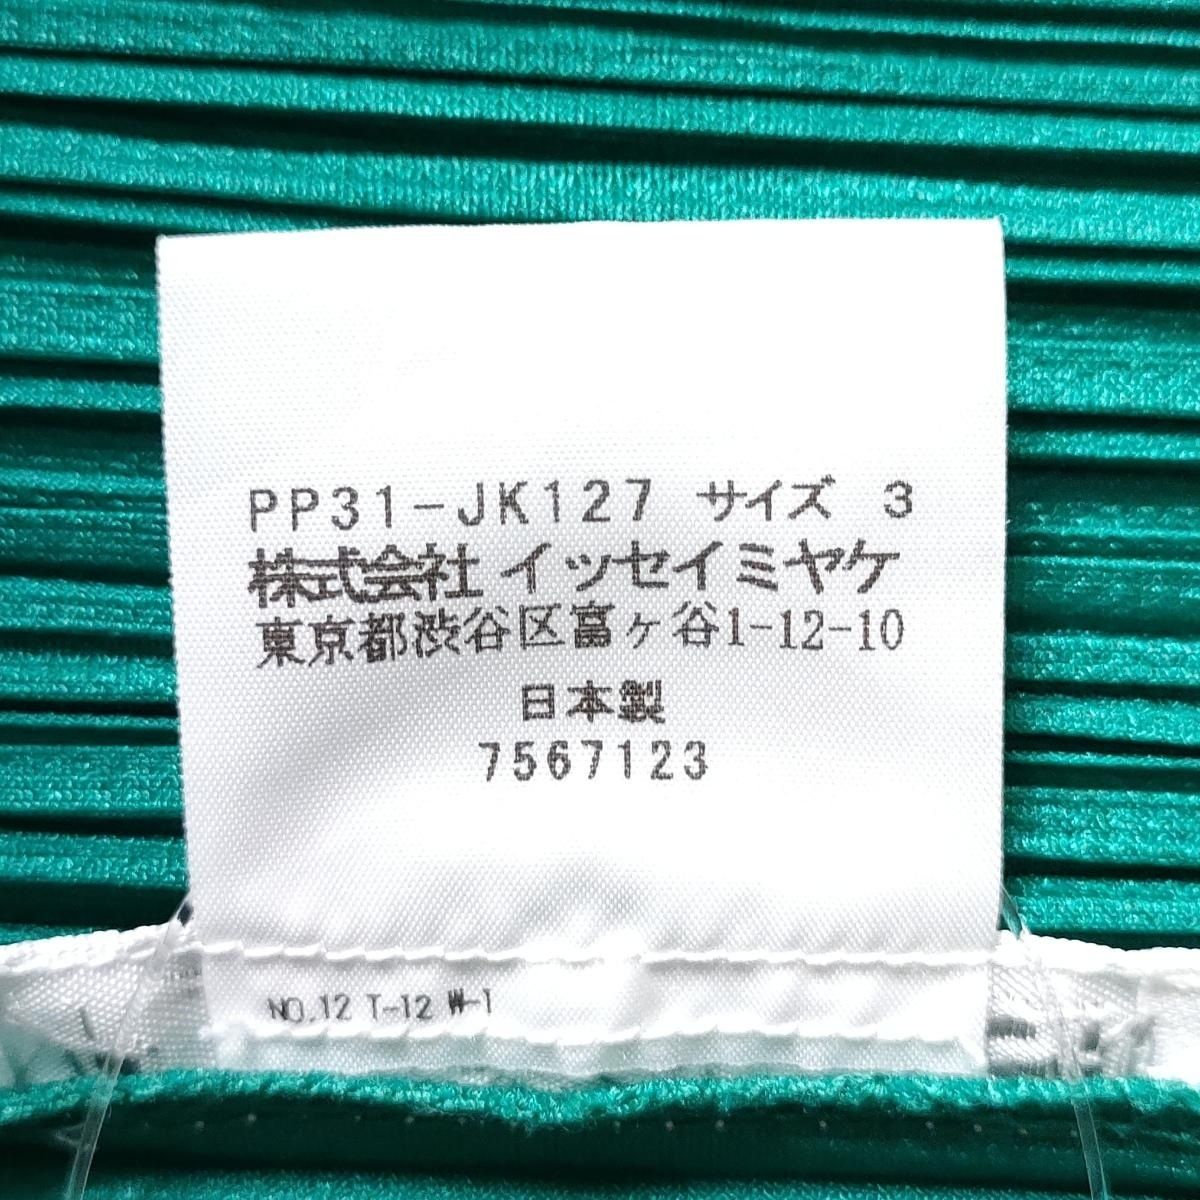 PP31-JK127 サイズ 3
株式会社 イッセイミヤケ
東京都渋谷区富ヶ谷1-12-10
日本製
7567123
NO.12 T-12 W-1